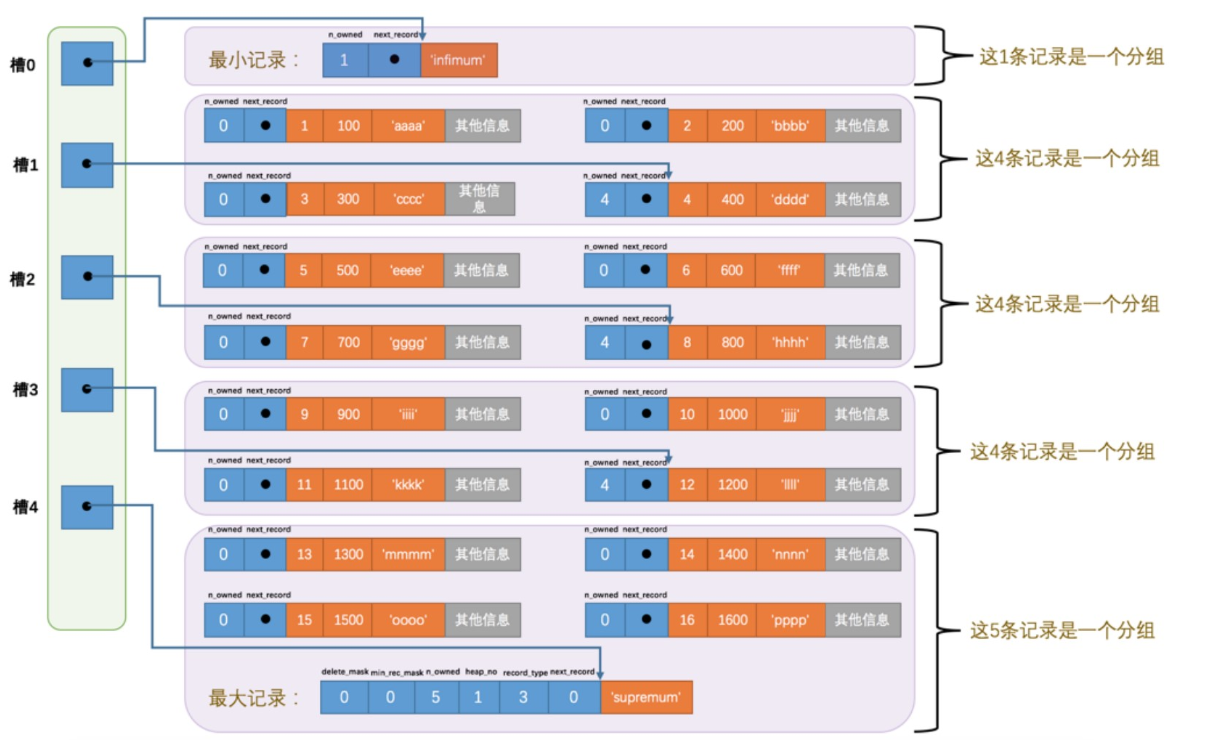 n_owned next_record
槽0
最小记录：
1 'infimum'
这1条记录是一个分组
n_owned next_record n_owned next_record
0 1 100 'aaaa' 其他信息 0 2 200 'bbbb' 其他信息
槽1
这4条记录是一个分组
n_owned next_record n_owned next_record
0 3 300 'cccc' 其他信
息
4 4 400 'dddd' 其他信息
n_owned next_record n_owned next_record
0 5 500 'eeee' 其他信息 0 6 600 'ffff' 其他信息
槽2
这4条记录是一个分组
n_owned next_record n_owned next_record
0 7 700 'gggg' 其他信息 4 8 800 'hhhh' 其他信息
槽3
n_owned next_record n_owned next_record
0 9 900 'iiii' 其他信息 0 10 1000 'jjjj' 其他信息
这4条记录是一个分组
n_owned next_record n_owned next_record
0 11 1100 'kkkk' 其他信息 4 12 1200 'llll' 其他信息
槽4
n_owned next_record n_owned next_record
0 13 1300 'mmmm' 其他信息 0 14 1400 'nnnn' 其他信息
n_owned next_record n_owned next_record
0 15 1500 'oooo' 其他信息 0 16 1600 'pppp' 其他信息
这5条记录是一个分组
delete_mask min_rec_mask n_owned heap_no record_type next_record
最大记录：
0 0 5 1 3 0 'supremum'